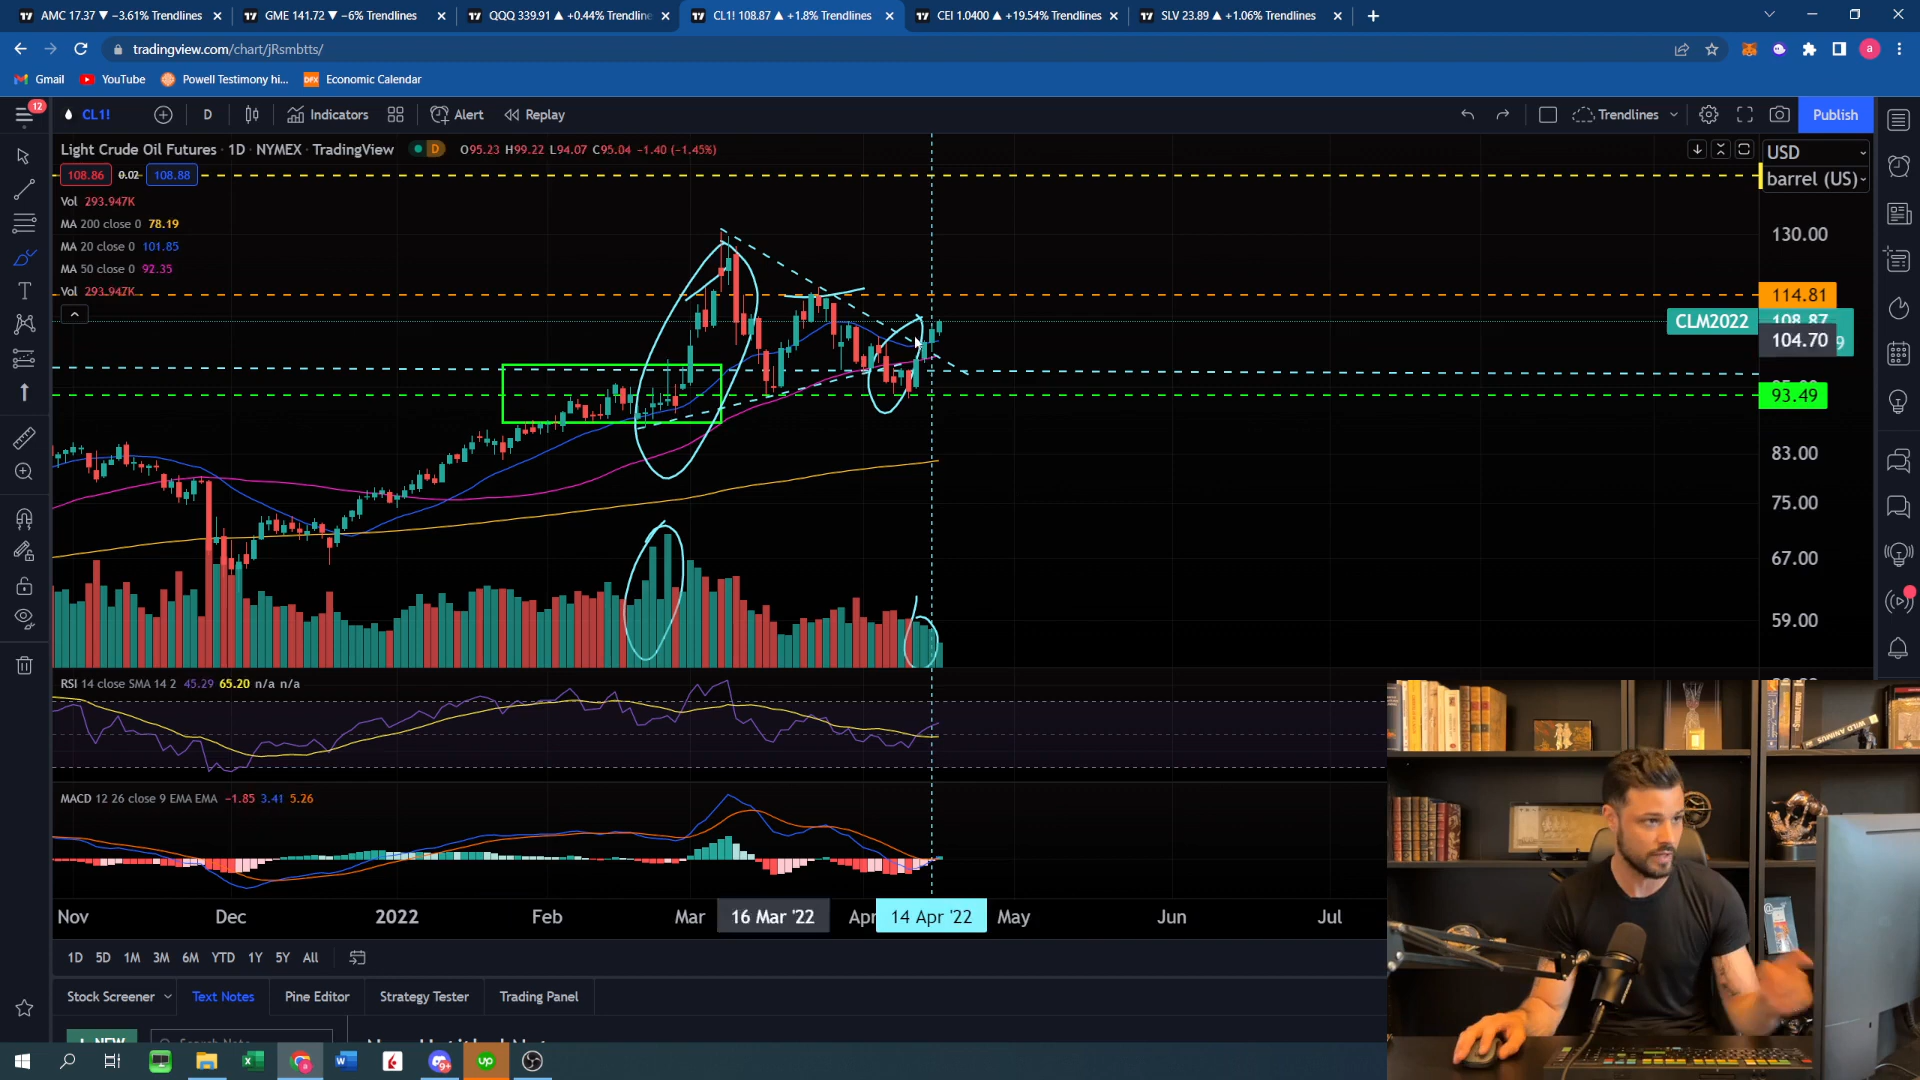 AMC 17.37 ▼ −3.61% Trendlines
GME 141.72 ▼ −6% Trendlines
QQQ 339.91 ▲ +0.44% Trendline
CL1! 108.87 ▲ +1.8% Trendlines
CEI 1.0400 ▲ +19.54% Trendlines
SLV 23.89 ▲ +1.06% Trendlines
tradingview.com/chart/jRsmbtts/
a
Gmail
YouTube
Powell Testimony hi...
DFX Economic Calendar
12
CL1!
D
Indicators
Alert
Replay
Trendlines
Publish
Light Crude Oil Futures · 1D · NYMEX · TradingView
D
O95.23 H99.22 L94.07 C95.04 −1.40 (−1.45%)
USD
108.86 0.02 108.88
barrel (US)
Vol 293.947K
MA 200 close 0 78.19
130.00
MA 20 close 0 101.85
MA 50 close 0 92.35
Vol 293.947K
114.81
CLM2022 108.87
104.70
93.49
83.00
75.00
67.00
59.00
RSI 14 close SMA 14 2 45.29 65.20 n/a n/a
MACD 12 26 close 9 EMA EMA −1.85 3.41 5.26
WILD ANIMUS
Nov
Dec
2022
Feb
Mar
16 Mar '22
Apr
14 Apr '22
May
Jun
Jul
1D 5D 1M 3M 6M YTD 1Y 5Y All
Stock Screener
Text Notes
Pine Editor
Strategy Tester
Trading Panel
NEW
Search Note
9+
up